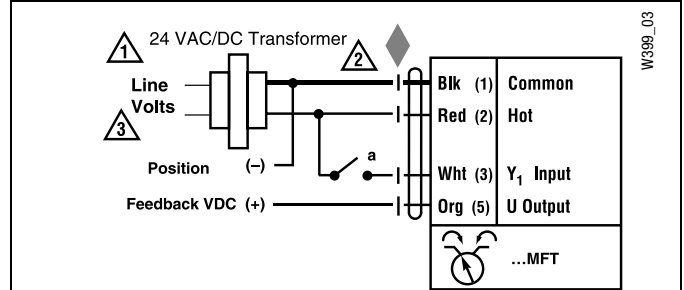 W399_03
1 24 VAC/DC Transformer
2
Line
Volts
3
Position (–)
Feedback VDC (+)
a
Blk (1) Common
Red (2) Hot
Wht (3) Y₁ Input
Org (5) U Output
...MFT